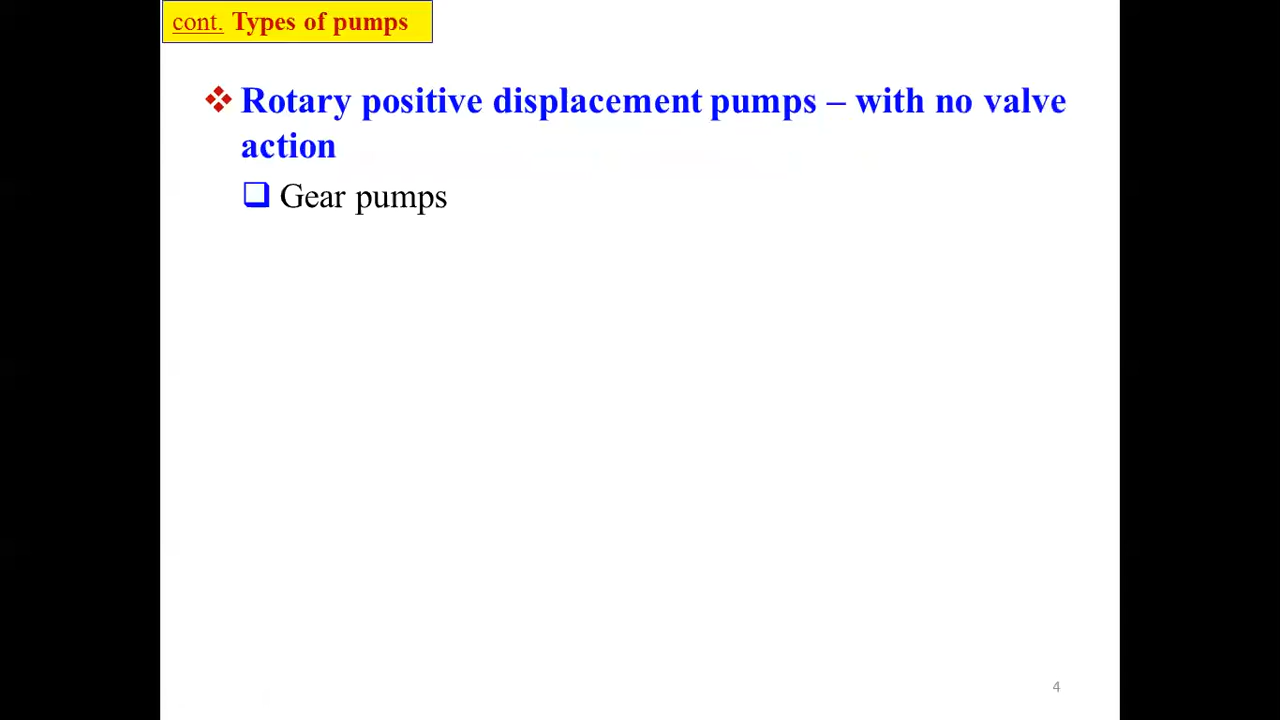 cont. Types of pumps
Rotary positive displacement pumps – with no valve
action
Gear pumps
4